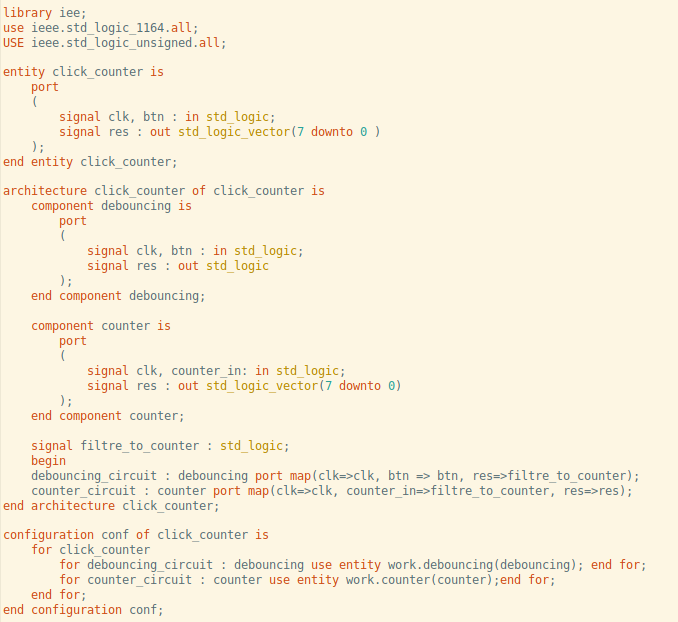 library iee;
use ieee.std_logic_1164.all;
USE ieee.std_logic_unsigned.all;

entity click_counter is
    port
    (
        signal clk, btn : in std_logic;
        signal res : out std_logic_vector(7 downto 0 )
    );
end entity click_counter;

architecture click_counter of click_counter is
    component debouncing is
        port
        (
            signal clk, btn : in std_logic;
            signal res : out std_logic
        );
    end component debouncing;

    component counter is
        port
        (
            signal clk, counter_in: in std_logic;
            signal res : out std_logic_vector(7 downto 0)
        );
    end component counter;

    signal filtre_to_counter : std_logic;
    begin
    debouncing_circuit : debouncing port map(clk=>clk, btn => btn, res=>filtre_to_counter);
    counter_circuit : counter port map(clk=>clk, counter_in=>filtre_to_counter, res=>res);
end architecture click_counter;

configuration conf of click_counter is
    for click_counter
        for debouncing_circuit : debouncing use entity work.debouncing(debouncing); end for;
        for counter_circuit : counter use entity work.counter(counter);end for;
    end for;
end configuration conf;